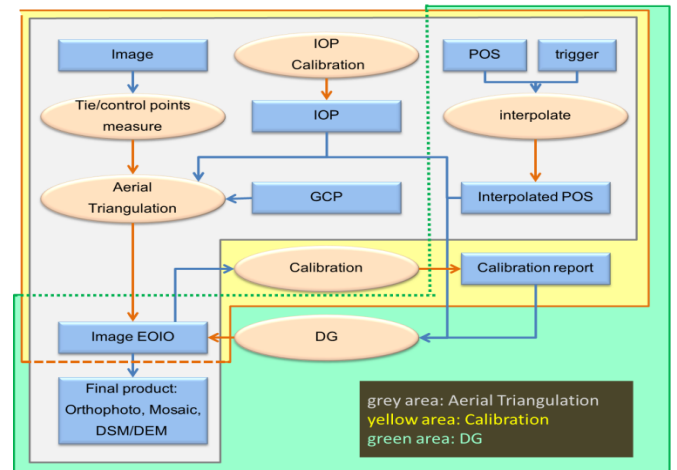 Image
IOP
Calibration
POS
trigger
Tie/control points
measure
IOP
interpolate
Aerial
Triangulation
GCP
Interpolated POS
Calibration
Calibration report
Image EOIO
DG
Final product:
Orthophoto, Mosaic,
DSM/DEM
grey area: Aerial Triangulation
yellow area: Calibration
green area: DG